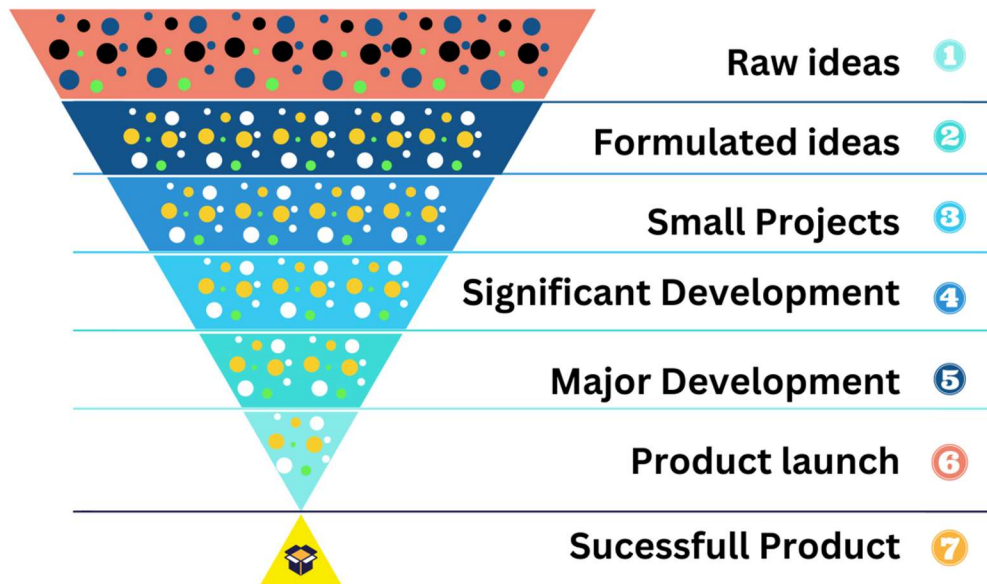 Raw ideas 1
Formulated ideas 2
Small Projects 3
Significant Development 4
Major Development 5
Product launch 6
Sucessfull Product 7